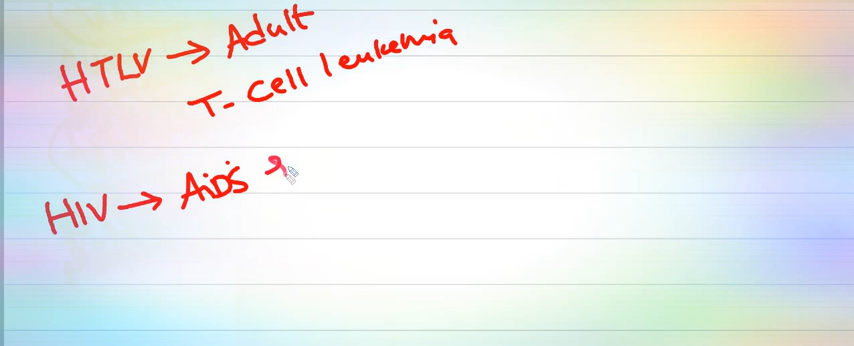 HTLV → Adult
T- Cell leukemia
HIV → AiDS